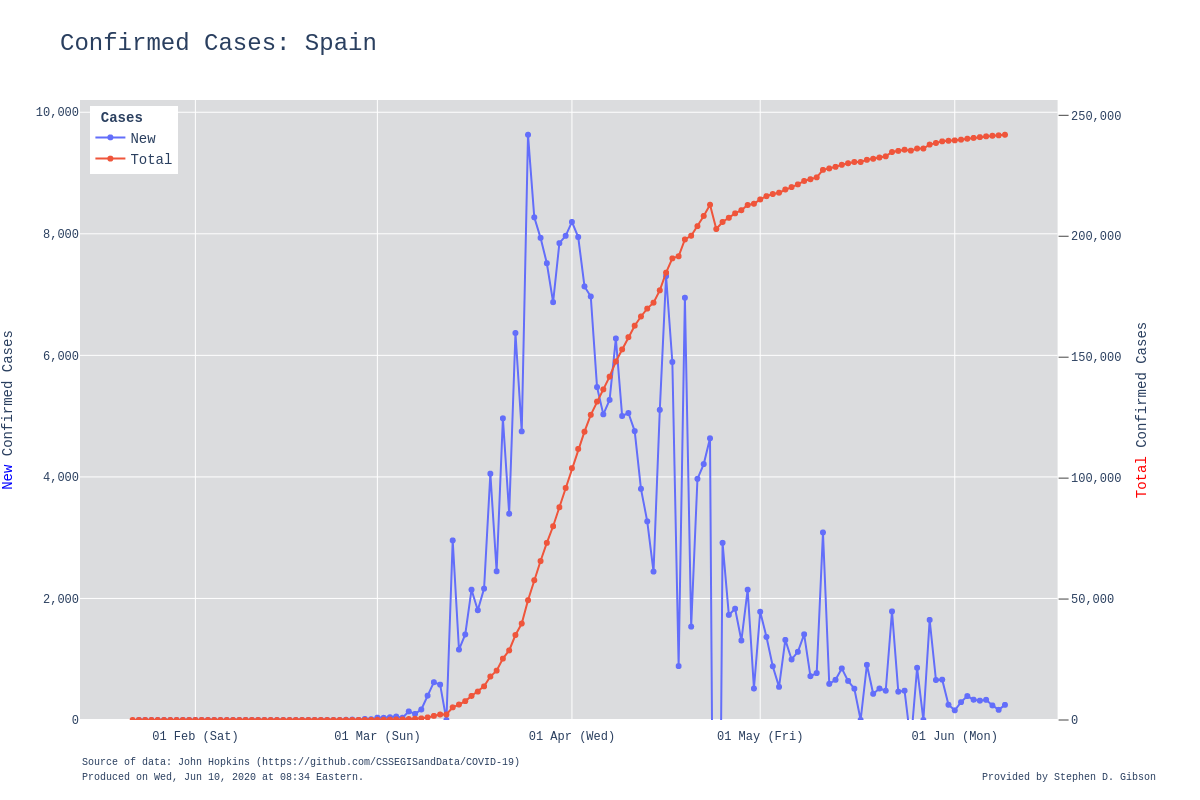 Confirmed Cases: Spain
Cases
New
Total
10,000
8,000
6,000
4,000
2,000
0
New Confirmed Cases
250,000
200,000
150,000
100,000
50,000
0
Total Confirmed Cases
01 Feb (Sat)
01 Mar (Sun)
01 Apr (Wed)
01 May (Fri)
01 Jun (Mon)
Source of data: John Hopkins (https://github.com/CSSEGISandData/COVID-19)
Produced on Wed, Jun 10, 2020 at 08:34 Eastern.
Provided by Stephen D. Gibson